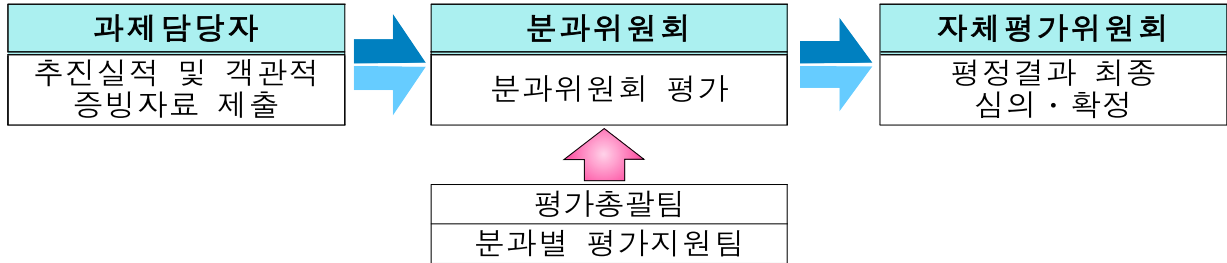 과제담당자
추진실적 및 객관적
증빙자료 제출
분과위원회
분과위원회 평가
자체평가위원회
평정결과 최종
심의·확정
평가총괄팀
분과별 평가지원팀